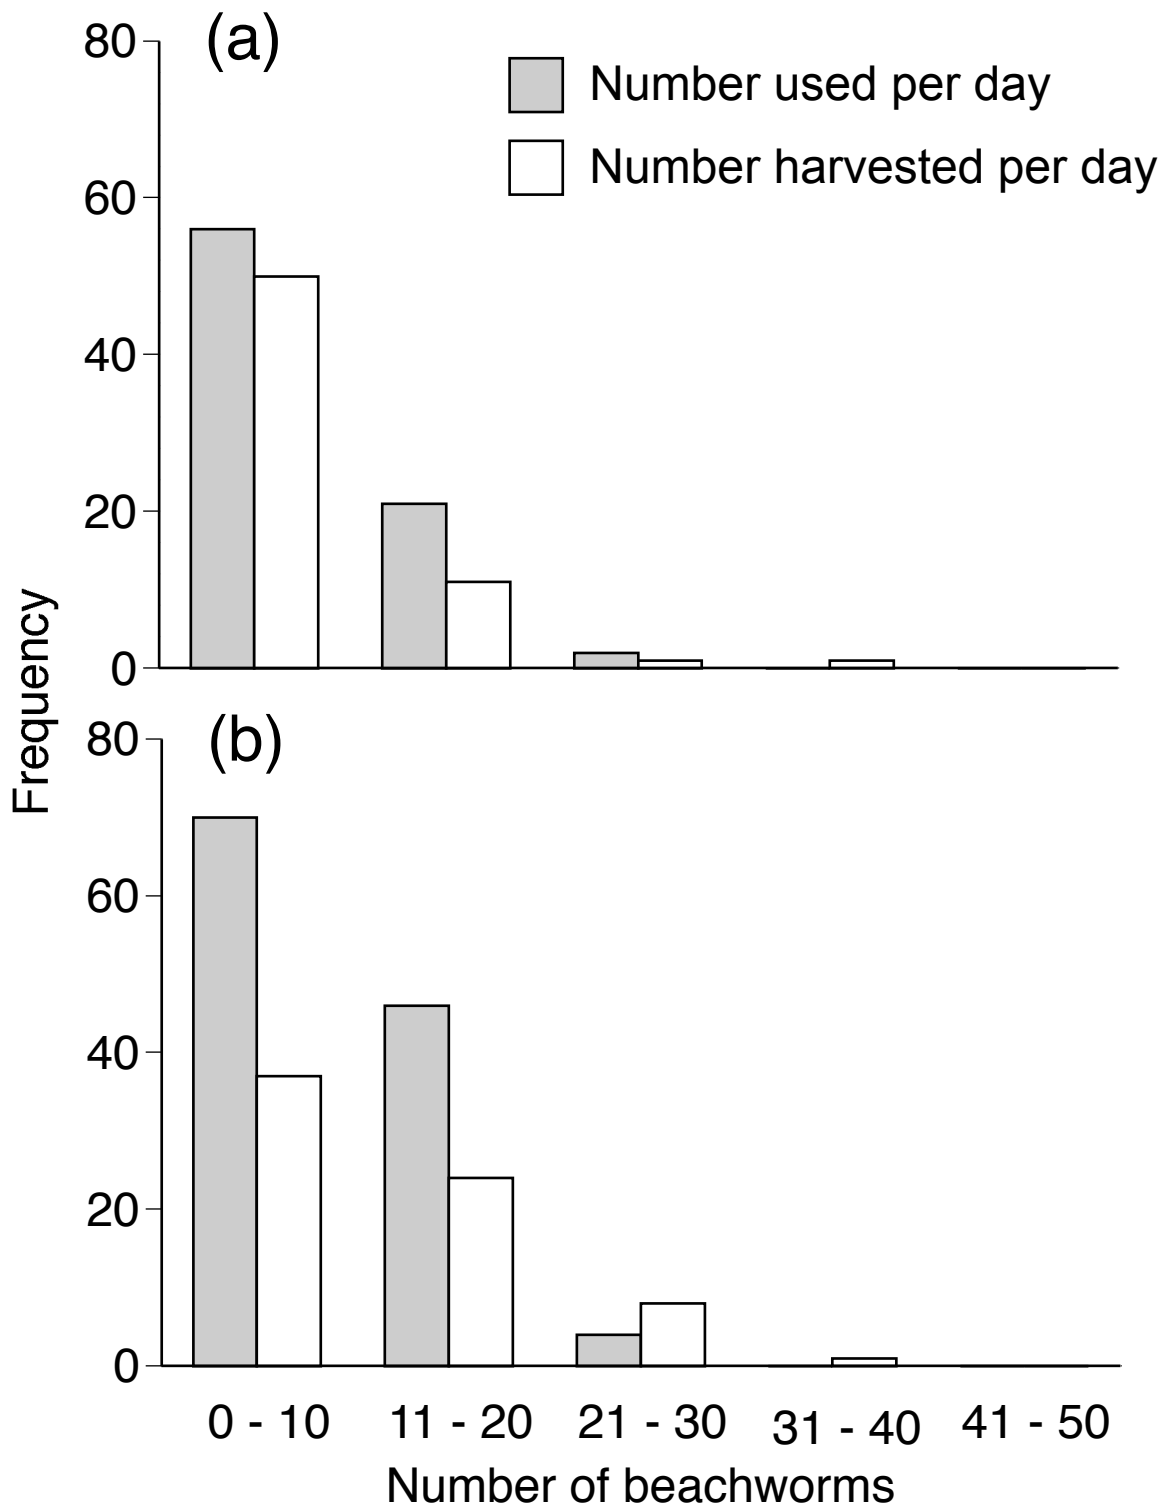 (a)
Number used per day
Number harvested per day
80
60
40
20
0
Frequency
(b)
80
60
40
20
0
0 - 10 11 - 20 21 - 30 31 - 40 41 - 50
Number of beachworms